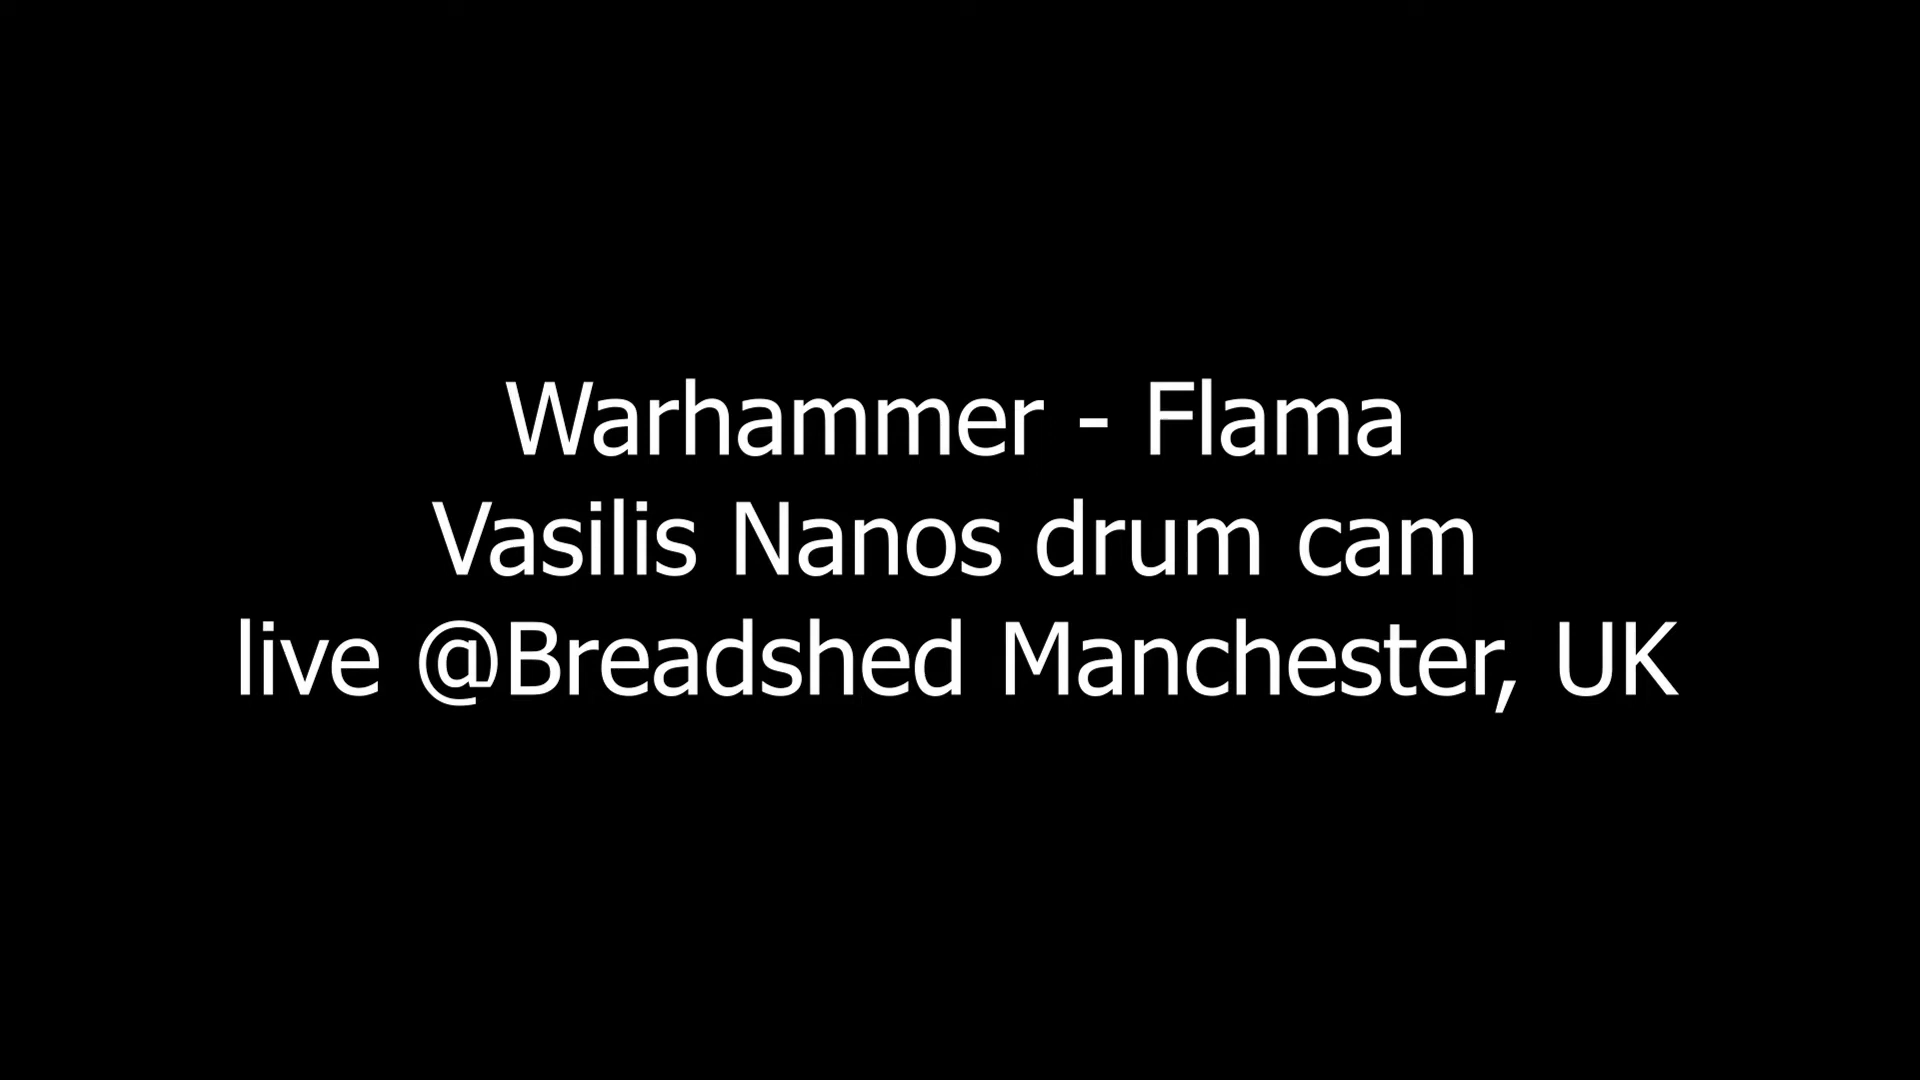 Warhammer - Flama
Vasilis Nanos drum cam
live @Breadshed Manchester, UK